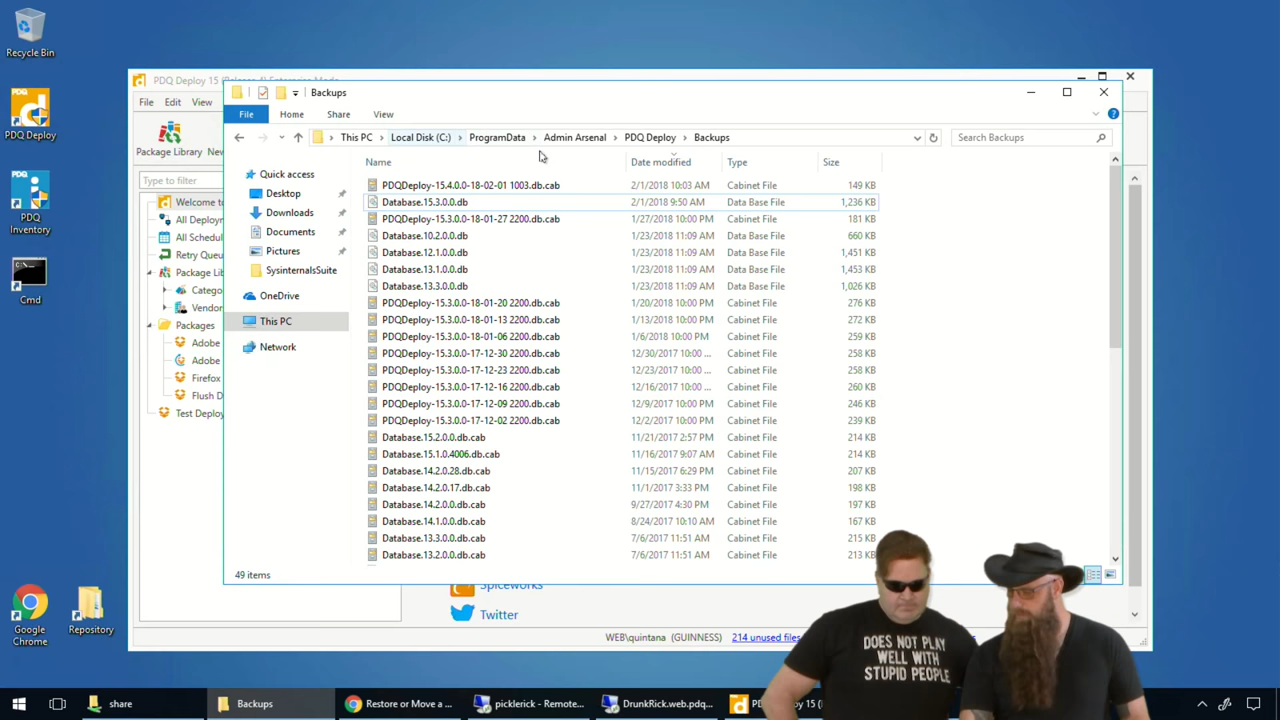 Recycle Bin
PDQ Deploy
PDQ
Inventory
Cmd
Google
Chrome
Repository
PDQ Deploy 15 (Release 4) Enterprise Mode
File Edit View
Package Library
Type to filter
Welcome to
All Deploym
All Schedul
Retry Queu
Package Lib
Catego
Vendor
Packages
Adobe
Adobe
Firefox
Flush D
Test Deploy
Backups
File Home Share View
This PC Local Disk (C:) ProgramData Admin Arsenal PDQ Deploy Backups
Search Backups
Quick access
Desktop
Downloads
Documents
Pictures
SysinternalsSuite
OneDrive
This PC
Network
Name Date modified Type Size
PDQDeploy-15.4.0.0-18-02-01 1003.db.cab 2/1/2018 10:03 AM Cabinet File 149 KB
Database.15.3.0.0.db 2/1/2018 9:50 AM Data Base File 1,236 KB
PDQDeploy-15.3.0.0-18-01-27 2200.db.cab 1/27/2018 10:00 PM Cabinet File 181 KB
Database.10.2.0.0.db 1/23/2018 11:09 AM Data Base File 660 KB
Database.12.1.0.0.db 1/23/2018 11:09 AM Data Base File 1,451 KB
Database.13.1.0.0.db 1/23/2018 11:09 AM Data Base File 1,453 KB
Database.13.3.0.0.db 1/23/2018 11:09 AM Data Base File 1,026 KB
PDQDeploy-15.3.0.0-18-01-20 2200.db.cab 1/20/2018 10:00 PM Cabinet File 276 KB
PDQDeploy-15.3.0.0-18-01-13 2200.db.cab 1/13/2018 10:00 PM Cabinet File 272 KB
PDQDeploy-15.3.0.0-18-01-06 2200.db.cab 1/6/2018 10:00 PM Cabinet File 259 KB
PDQDeploy-15.3.0.0-17-12-30 2200.db.cab 12/30/2017 10:00 ... Cabinet File 258 KB
PDQDeploy-15.3.0.0-17-12-23 2200.db.cab 12/23/2017 10:00 ... Cabinet File 258 KB
PDQDeploy-15.3.0.0-17-12-16 2200.db.cab 12/16/2017 10:00 ... Cabinet File 260 KB
PDQDeploy-15.3.0.0-17-12-09 2200.db.cab 12/9/2017 10:00 PM Cabinet File 246 KB
PDQDeploy-15.3.0.0-17-12-02 2200.db.cab 12/2/2017 10:00 PM Cabinet File 239 KB
Database.15.2.0.0.db.cab 11/21/2017 2:57 PM Cabinet File 214 KB
Database.15.1.0.4006.db.cab 11/16/2017 9:07 AM Cabinet File 214 KB
Database.14.2.0.28.db.cab 11/15/2017 6:29 PM Cabinet File 207 KB
Database.14.2.0.17.db.cab 11/1/2017 3:33 PM Cabinet File 198 KB
Database.14.2.0.0.db.cab 9/27/2017 4:30 PM Cabinet File 197 KB
Database.14.1.0.0.db.cab 8/24/2017 10:10 AM Cabinet File 167 KB
Database.13.3.0.0.db.cab 7/6/2017 11:51 AM Cabinet File 215 KB
Database.13.2.0.0.db.cab 7/6/2017 11:51 AM Cabinet File 213 KB
49 items
Spiceworks
Twitter
WEB\quintana (GUINNESS) 214 unused files
DOES NOT PLAY
WELL WITH
STUPID PEOPLE
share Backups Restore or Move a ... picklerick - Remote... DrunkRick.web.pdq... PDQ Deploy 15 (